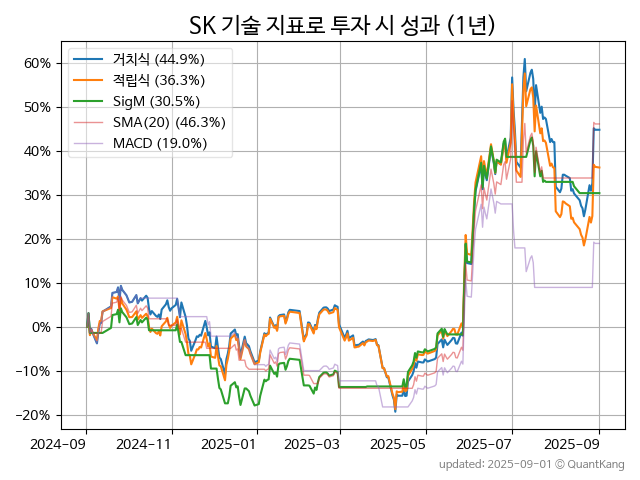 SK 기술 지표로 투자 시 성과 (1년)
60%
50%
40%
30%
20%
10%
0%
−10%
−20%
거치식 (44.9%)
적립식 (36.3%)
SigM (30.5%)
SMA(20) (46.3%)
MACD (19.0%)
2024-09
2024-11
2025-01
2025-03
2025-05
2025-07
2025-09
updated: 2025-09-01 © QuantKang